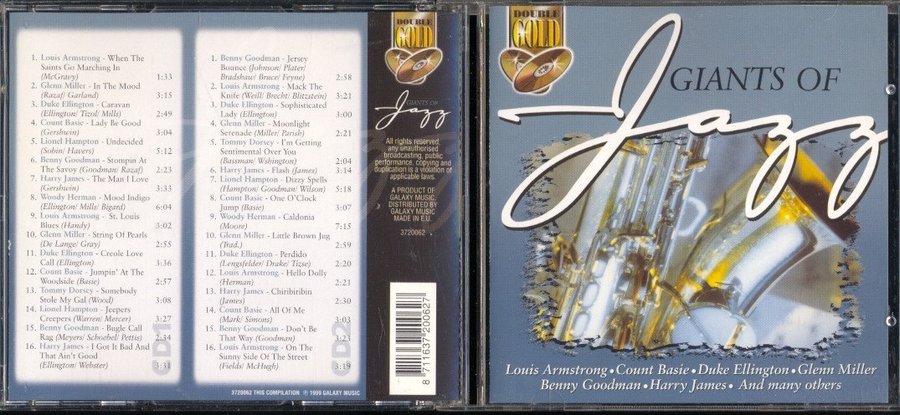 1. Louis Armstrong - When The
Saints Go Marching In
(McGravy) 1:33
2. Glenn Miller - In The Mood
(Razaf/ Garland) 3:15
3. Duke Ellington - Caravan
(Ellington/ Tizol/ Mills) 2:49
4. Count Basie - Lady Be Good
(Gershwin) 3:04
5. Lionel Hampton - Undecided
(Sobin/ Havers) 5:12
6. Benny Goodman - Stompin At
The Savoy (Goodman/ Razaf) 2:23
7. Harry James - The Man I Love
(Gershwin) 3:33
8. Woody Herman - Mood Indigo
(Ellington/ Mills/ Bigard) 6:04
9. Louis Armstrong - St. Louis
Blues (Handy) 3:02
10. Glenn Miller - String Of Pearls
(De Lange/ Gray) 2:55
11. Duke Ellington - Creole Love
Call (Ellington) 3:36
12. Count Basie - Jumpin' At The
Woodside (Basie) 2:57
13. Tommy Dorsey - Somebody
Stole My Gal (Wood) 3:08
14. Lionel Hampton - Jeepers
Creepers (Warren/ Mercer) 3:27
15. Benny Goodman - Bugle Call
Rag (Meyers/ Schoebel/ Pettis) 2:34
16. Harry James - I Got It Bad And
That Ain't Good
(Ellington/ Webster) 3:51
CD1
1. Benny Goodman - Jersey
Bounce (Johnson/ Plater/
Bradshaw/ Bruce/ Feyne) 2:58
2. Louis Armstrong - Mack The
Knife (Weill/ Brecht/ Blitzstein) 3:21
3. Duke Ellington - Sophisticated
Lady (Ellington) 3:00
4. Glenn Miller - Moonlight
Serenade (Miller/ Parish) 2:21
5. Tommy Dorsey - I'm Getting
Sentimental Over You
(Bassman/ Wshington) 2:04
6. Harry James - Flash (James) 3:14
7. Lionel Hampton - Dizzy Spells
(Hampton/ Goodman/ Wilson) 5:18
8. Count Basie - One O'Clock
Jump (Basie) 3:07
9. Woody Herman - Caldonia
(Moore) 7:15
10. Glenn Miller - Little Brown Jug
(Trad.) 2:59
11. Duke Ellington - Perdido
(Lengsfelder/ Drake/ Tizse) 2:20
12. Louis Armstrong - Hello Dolly
(Herman) 2:21
13. Harry James - Chiribiribin
(James) 2:30
14. Count Basie - All Of Me
(Mark/ Simons) 3:03
15. Benny Goodman - Don't Be
That Way (Goodman) 3:23
16. Louis Armstrong - On The
Sunny Side Of The Street
(Fields/ McHugh) 3:19
CD2
3720062 THIS COMPILATION ℗ 1999 GALAXY MUSIC
DOUBLE
GOLD
GIANTS OF
Jazz
All rights reserved,
any unauthorised
broadcasting, public
performance, copying and
duplication is a violation of
applicable laws.
A PRODUCT OF
GALAXY MUSIC
DISTRIBUTED BY
GALAXY MUSIC
MADE IN E.U.
3720062
8 711637 200627
DOUBLE
GOLD
GIANTS OF
Jazz
Louis Armstrong • Count Basie • Duke Ellington • Glenn Miller
Benny Goodman • Harry James • And many others